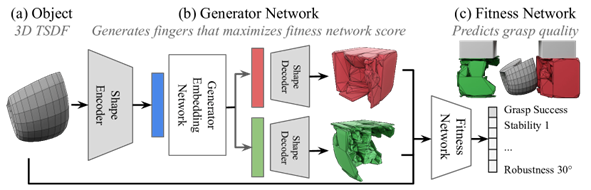 (a) Object
3D TSDF
(b) Generator Network
Generates fingers that maximizes fitness network score
(c) Fitness Network
Predicts grasp quality
Shape
Encoder
Generator
Embedding
Network
Shape
Decoder
Shape
Decoder
Fitness
Network
Grasp Success
Stability 1
...
Robustness 30°